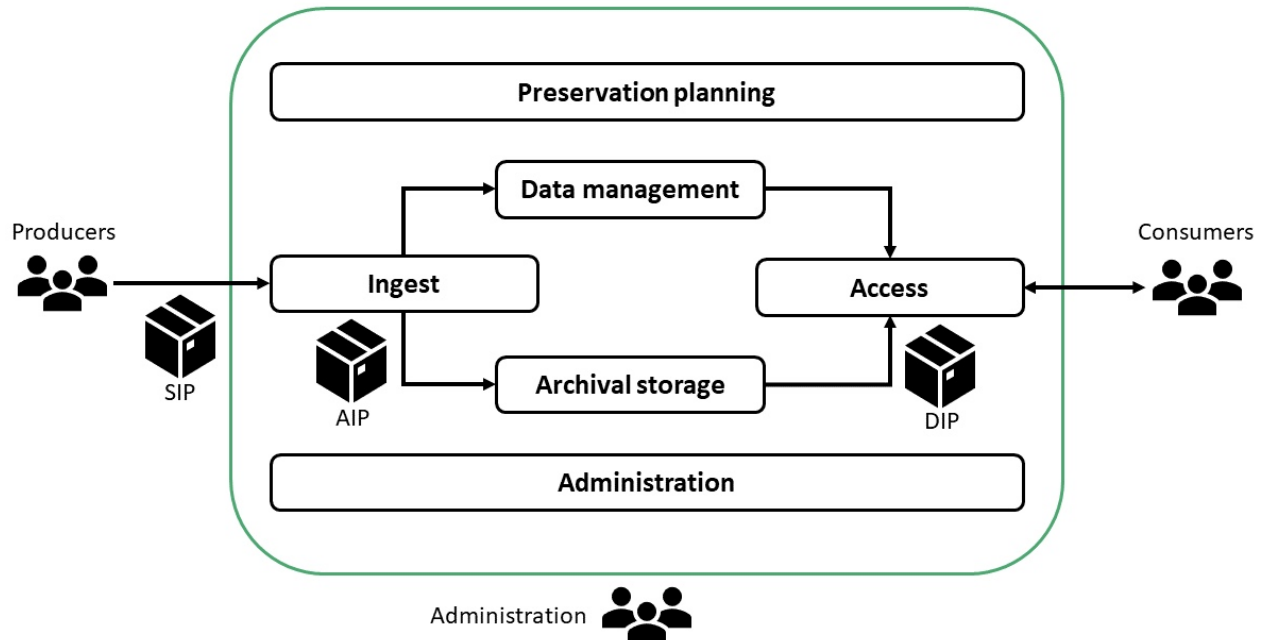 Preservation planning
Data management
Producers
Consumers
Ingest
Access
SIP
AIP
Archival storage
DIP
Administration
Administration